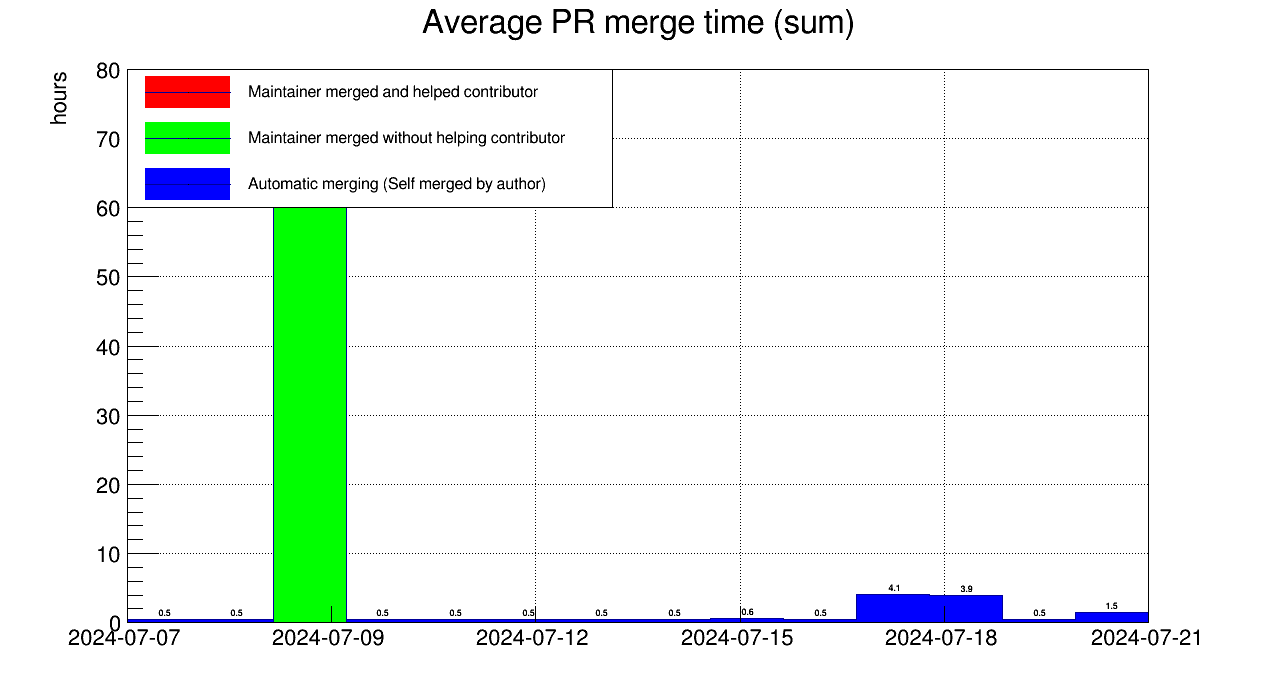 Average PR merge time (sum)
hours
80
70
60
50
40
30
20
10
0
Maintainer merged and helped contributor
Maintainer merged without helping contributor
Automatic merging (Self merged by author)
0.5 0.5 0.5 0.5 0.5 0.5 0.5 0.6 0.5 4.1 3.9 0.5 1.5
2024-07-07 2024-07-09 2024-07-12 2024-07-15 2024-07-18 2024-07-21